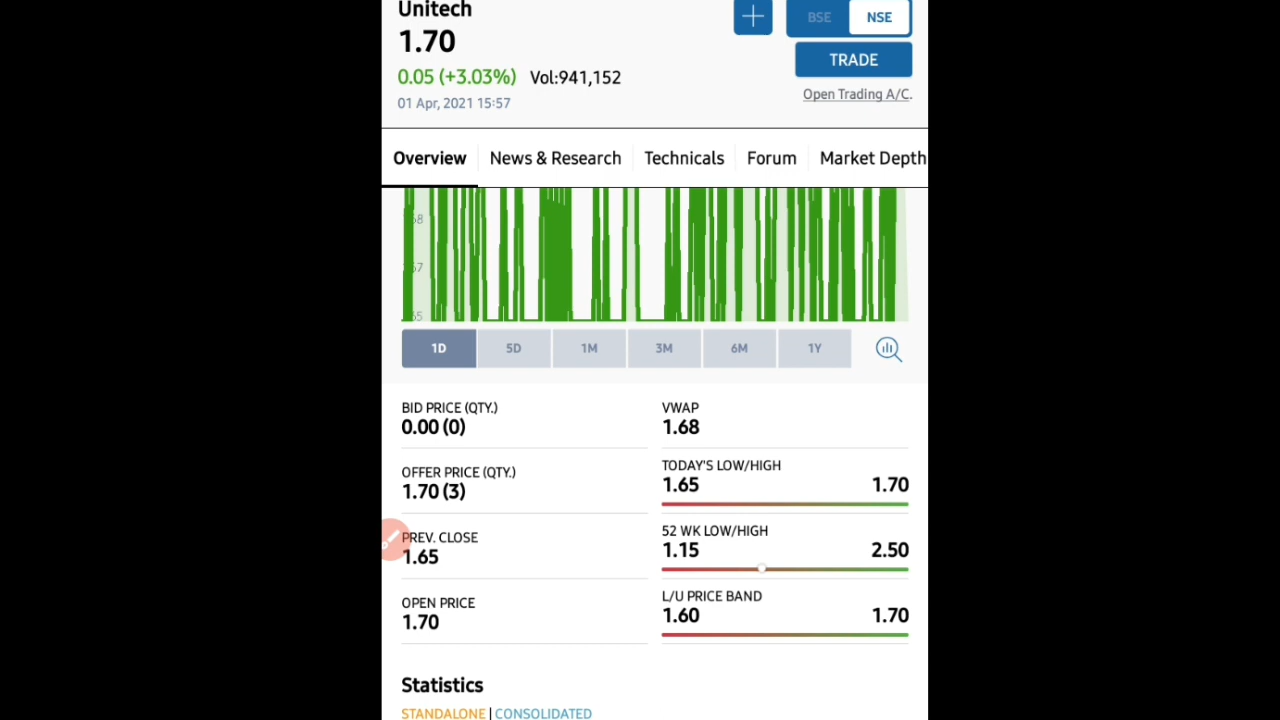 Unitech
1.70
0.05 (+3.03%) Vol:941,152
01 Apr, 2021 15:57
BSE NSE
TRADE
Open Trading A/C.
Overview News & Research Technicals Forum Market Depth
68
67
65
1D 5D 1M 3M 6M 1Y
BID PRICE (QTY.)
0.00 (0)
OFFER PRICE (QTY.)
1.70 (3)
PREV. CLOSE
1.65
OPEN PRICE
1.70
VWAP
1.68
TODAY'S LOW/HIGH
1.65 1.70
52 WK LOW/HIGH
1.15 2.50
L/U PRICE BAND
1.60 1.70
Statistics
STANDALONE | CONSOLIDATED